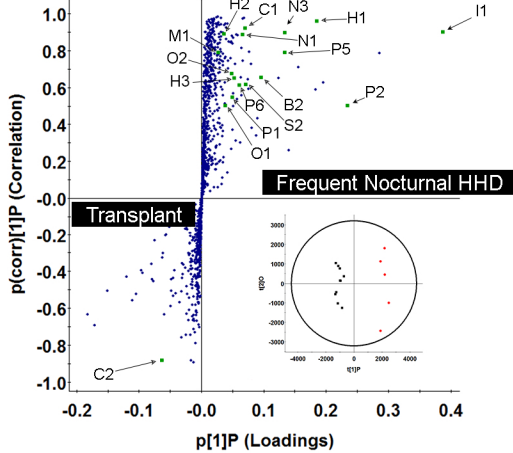 H2
C1
N3
H1
I1
M1
N1
P5
O2
H3
P6
B2
P2
S2
P1
O1
1.0
0.8
0.6
0.4
0.2
-0.0
-0.2
-0.4
-0.6
-0.8
-1.0
p(corr)[1]P (Correlation)
Frequent Nocturnal HHD
Transplant
3000
2000
1000
0
-1000
-2000
-3000
t[2]O
-4000 -2000 0 2000 4000
t[1]P
C2
-0.2 -0.1 -0.0 0.1 0.2 0.3 0.4
p[1]P (Loadings)